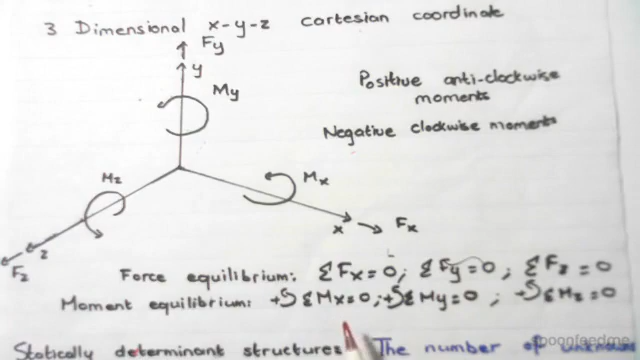 3 Dimensional x-y-z cartesian coordinate
Fy
y
My
Positive anti-clockwise
moments
Negative clockwise moments
Mz
Mx
x
Fx
z
Fz
Force equilibrium: ΣFx=0; ΣFy=0; ΣFz=0
Moment equilibrium: +↺ΣMx=0;+↺ΣMy=0; +↺ΣMz=0
Statically determinant structures The number of unknown
spoonfeedme